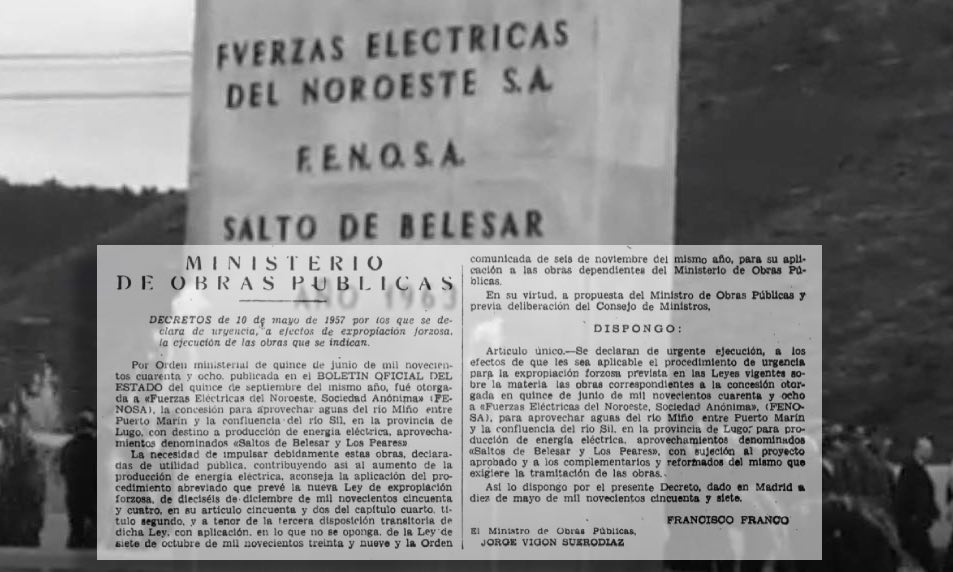 FVERZAS ELECTRICAS
DEL NOROESTE S.A.
F.E.N.O.S.A.
SALTO DE BELESAR
AÑO 1963
MINISTERIO
DE OBRAS PUBLICAS
DECRETOS de 10 de mayo de 1957 por los que se de-
clara de urgencia, a efectos de expropiación forzosa,
la ejecución de las obras que se indican.
Por Orden ministerial de quince de junio de mil novecien-
tos cuarenta y ocho, publicada en el BOLETIN OFICIAL DEL
ESTADO del quince de septiembre del mismo año, fué otorga-
da a «Fuerzas Eléctricas del Noroeste, Sociedad Anónima» (FE-
NOSA), la concesión para aprovechar aguas del río Miño entre
Puerto Marín y la confluencia del río Sil, en la provincia de
Lugo, con destino a producción de energía eléctrica, aprovecha-
mientos denominados «Saltos de Belesar y Los Peares»
La necesidad de impulsar debidamente estas obras, declara-
das de utilidad pública, contribuyendo así al aumento de la
producción de energía electrica, aconseja la aplicación del pro-
cedimiento abreviado que prevé la nueva Ley de expropiación
forzosa, de dieciséis de diciembre de mil novecientos cincuenta
y cuatro, en su artículo cincuenta y dos del capítulo cuarto, tí-
tulo segundo, y a tenor de la tercera disposición transitoria de
dicha Ley, con aplicación, en lo que no se oponga, de la Ley de
siete de octubre de mil novecientos treinta y nueve y la Orden
comunicada de seis de noviembre del mismo año, para su apli-
cación a las obras dependientes del Ministerio de Obras Pú-
blicas.
En su virtud, a propuesta del Ministro de Obras Públicas y
previa deliberación del Consejo de Ministros,
DISPONGO:
Artículo único.—Se declaran de urgente ejecución, a los
efectos de que les sea aplicable el procedimiento de urgencia
para la expropiación forzosa prevista en las Leyes vigentes so-
bre la materia las obras correspondientes a la concesión otor-
gada en quince de junio de mil novecientos cuarenta y ocho
a «Fuerzas Eléctricas del Noroeste, Sociedad Anónima», (FENO-
SA), para aprovechar aguas del río Miño entre Puerto Marín
y la confluencia del río Sil, en la provincia de Lugo, para pro-
ducción de energía eléctrica, aprovechamientos denominados
«Saltos de Belesar y Los Peares», con sujeción al proyecto
aprobado y a los complementarios y reformados del mismo que
exigiere la tramitación de las obras.
Así lo dispongo por el presente Decreto, dado en Madrid a
diez de mayo de mil novecientos cincuenta y siete.
FRANCISCO FRANCO
El Ministro de Obras Públicas,
JORGE VIGON SUERODIAZ